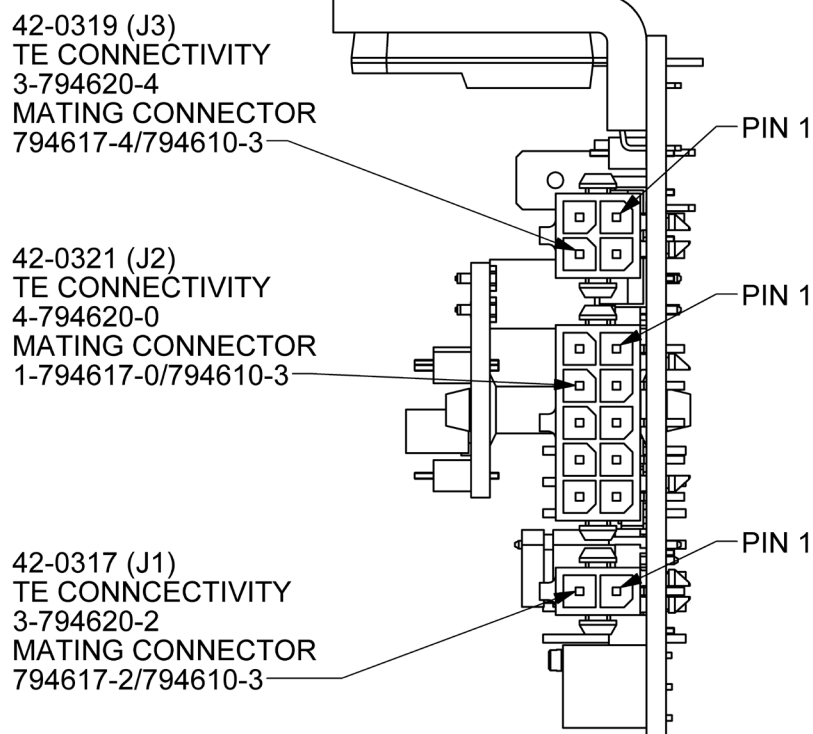 42-0319 (J3)
TE CONNECTIVITY
3-794620-4
MATING CONNECTOR
794617-4/794610-3
PIN 1
42-0321 (J2)
TE CONNECTIVITY
4-794620-0
MATING CONNECTOR
1-794617-0/794610-3
PIN 1
42-0317 (J1)
TE CONNCECTIVITY
3-794620-2
MATING CONNECTOR
794617-2/794610-3
PIN 1